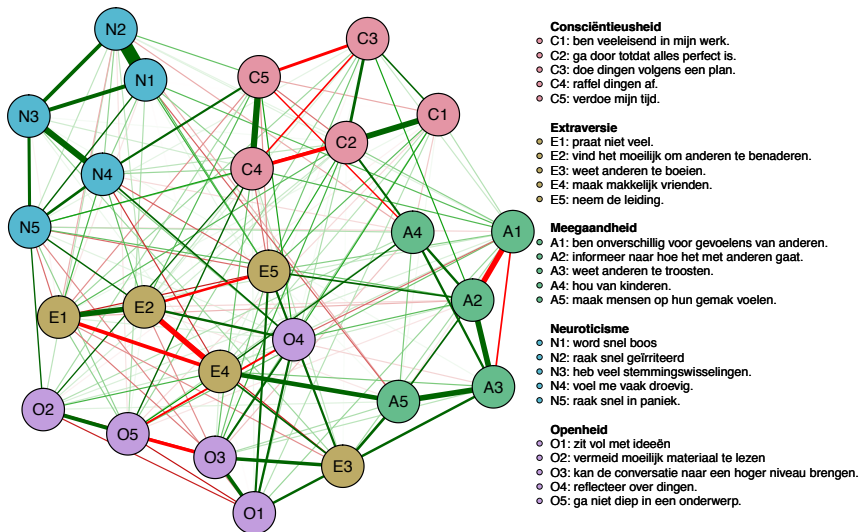 N2
C3
C5
N1
C1
N3
C2
C4
N4
N5
A4
A1
E5
A2
E2
E1
O4
E4
A3
A5
O2
O5
O3
E3
O1
Consciëntieusheid
C1: ben veeleisend in mijn werk.
C2: ga door totdat alles perfect is.
C3: doe dingen volgens een plan.
C4: raffel dingen af.
C5: verdoe mijn tijd.
Extraversie
E1: praat niet veel.
E2: vind het moeilijk om anderen te benaderen.
E3: weet anderen te boeien.
E4: maak makkelijk vrienden.
E5: neem de leiding.
Meegaandheid
A1: ben onverschillig voor gevoelens van anderen.
A2: informeer naar hoe het met anderen gaat.
A3: weet anderen te troosten.
A4: hou van kinderen.
A5: maak mensen op hun gemak voelen.
Neuroticisme
N1: word snel boos
N2: raak snel geïrriteerd
N3: heb veel stemmingswisselingen.
N4: voel me vaak droevig.
N5: raak snel in paniek.
Openheid
O1: zit vol met ideeën
O2: vermeid moeilijk materiaal te lezen
O3: kan de conversatie naar een hoger niveau brengen.
O4: reflecteer over dingen.
O5: ga niet diep in een onderwerp.